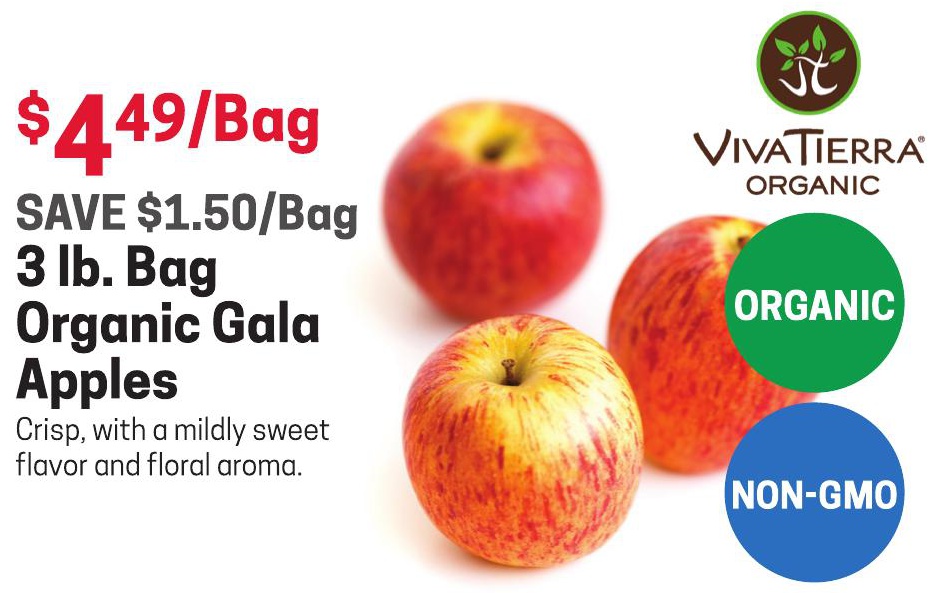 $4 49/Bag
SAVE $1.50/Bag
3 lb. Bag
Organic Gala
Apples
Crisp, with a mildly sweet
flavor and floral aroma.
VIVATIERRA®
ORGANIC
ORGANIC
NON-GMO